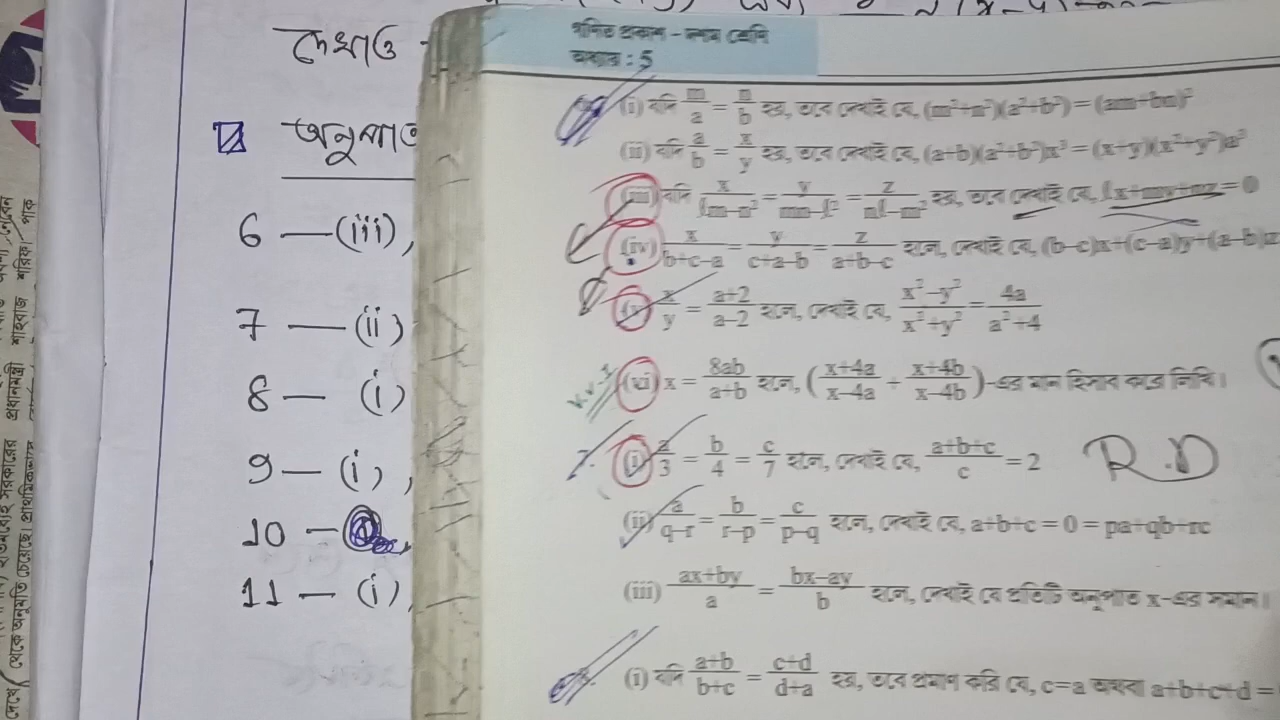 দেখাও -
অনুপাত
6 — (iii),
7 — (ii)
8 — (i)
9 — (i),
10 —
11 — (i),
গণিত প্রকাশ - দশম শ্রেণি
অধ্যায় : 5
(i) যদি m/a = n/b হয়, তবে দেখাই যে, (m²+n²)(a²+b²) = (am+bn)²
(ii) যদি a/b = x/y হয়, তবে দেখাই যে, (a+b)(a²+b²)x³ = (x+y)(x²+y²)a³
(iii) যদি x/(lm–n²) = y/(mn–l²) = z/(nl–m²) হয়, তবে দেখাই যে, lx+my+nz = 0
(iv) x/(b+c–a) = y/(c+a–b) = z/(a+b–c) হলে, দেখাই যে, (b–c)x+(c–a)y+(a–b)z
(v) x/y = (a+2)/(a–2) হলে, দেখাই যে, (x²–y²)/(x²+y²) = 4a/(a²+4)
(vi) x = 8ab/(a+b) হলে, ((x+4a)/(x–4a) + (x+4b)/(x–4b))-এর মান হিসাব করে লিখি।
7. (i) a/3 = b/4 = c/7 হলে, দেখাই যে, (a+b+c)/c = 2 R.D
(ii) a/(q–r) = b/(r–p) = c/(p–q) হলে, দেখাই যে, a+b+c = 0 = pa+qb+rc
(iii) (ax+by)/a = (bx–ay)/b হলে, দেখাই যে প্রতিটি অনুপাত x-এর সমান।
(i) যদি (a+b)/(b+c) = (c+d)/(d+a) হয়, তবে প্রমাণ করি যে, c=a অথবা a+b+c+d =